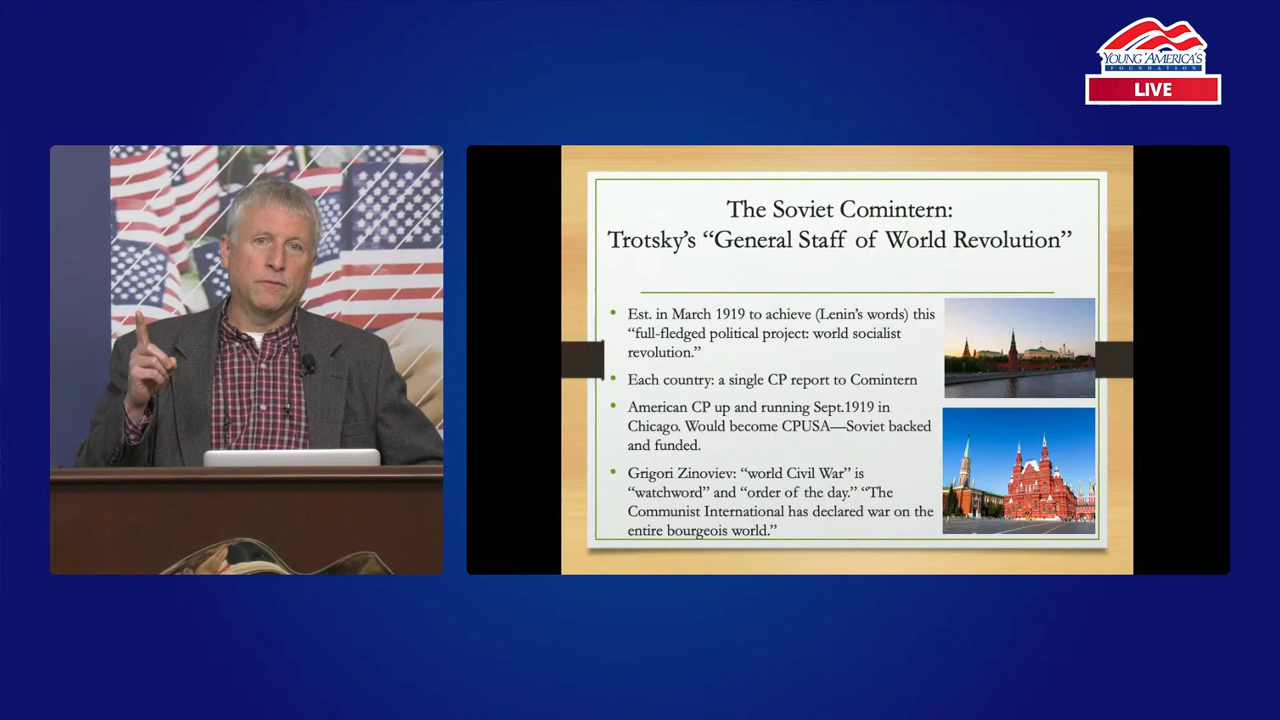 YOUNG AMERICA'S
FOUNDATION
LIVE
The Soviet Comintern:
Trotsky's “General Staff of World Revolution”
• Est. in March 1919 to achieve (Lenin's words) this
“full-fledged political project: world socialist
revolution.”
• Each country: a single CP report to Comintern
• American CP up and running Sept.1919 in
Chicago. Would become CPUSA—Soviet backed
and funded.
• Grigori Zinoviev: “world Civil War” is
“watchword” and “order of the day.” “The
Communist International has declared war on the
entire bourgeois world.”